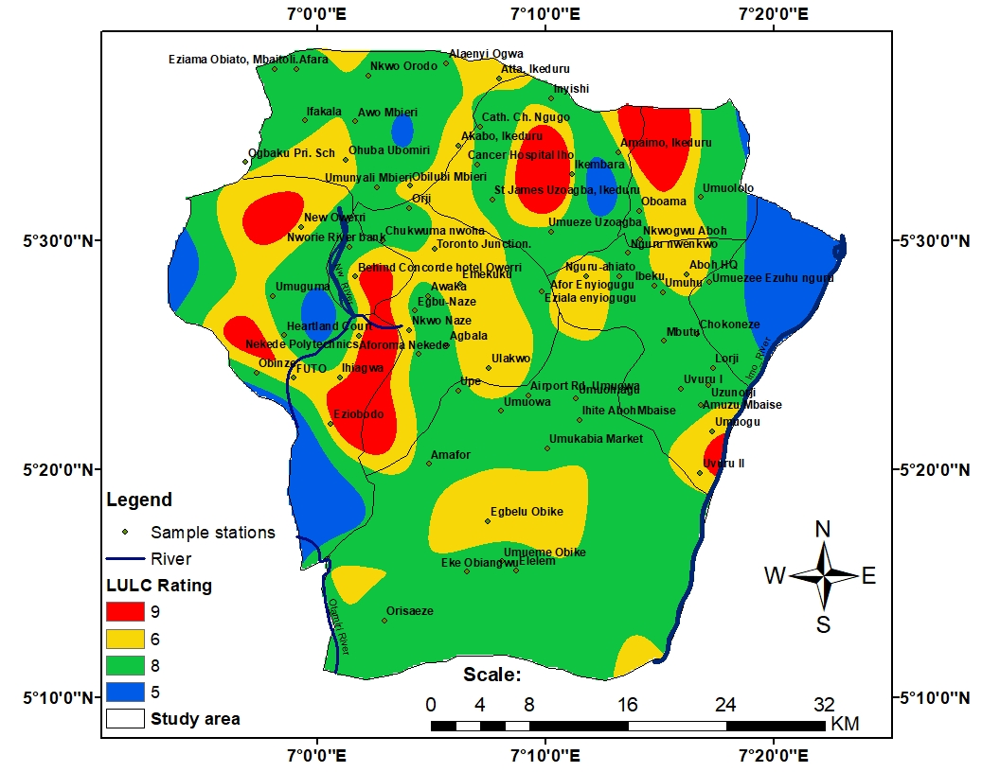 7°0'0"E 7°10'0"E 7°20'0"E
Alaenyi Ogwa
Eziama Obiato, Mbaitoli.Afara
Nkwo Orodo
Atta, Ikeduru
Inyishi
Ifakala
Awo Mbieri
Cath. Ch. Ngugo
Akabo, Ikeduru
Amaimo, Ikeduru
Ogbaku Pri. Sch
Ohuba Ubomiri
Cancer Hospital Iho
Ikembara
Umunyali Mbieri
Obilubi Mbieri
St James Uzoagba, Ikeduru
Umuololo
Orji
Oboama
New Owerri
Umueze Uzoagba
Chukwuma nwoha
Nkwogwu Aboh
5°30'0"N
5°30'0"N
Nworie River bank
Toronto Junction.
Nguru nwenkwo
Behind Concorde hotel Owerri
Nguru-ahiato
Aboh HQ
Emekuku
Ibeku
Umuezee Ezuhu nguru
Umuguma
Awaka
Afor Enyiogugu
Umuhu
Nw. River
Egbu-Naze
Eziala enyiogugu
Heartland Court
Nkwo Naze
Mbutu
Chokoneze
Agbala
Nekede Polytechnics
Aforoma Nekede
Imo River
Ulakwo
Lorji
Obinze
FUTO
Ihiagwa
Upe
Airport Rd, Umuowa
Uvuru I
Uzunorji
Umuowa
Amuzu Mbaise
Eziobodo
Ihite AbohMbaise
Umuogu
Umukabia Market
Amafor
Uvuru II
5°20'0"N
5°20'0"N
Egbelu Obike
Umueme Obike
Eke Obiangwu
Elelem
Otamiri River
Orisaeze
Legend
Sample stations
River
LULC Rating
9
6
8
5
Study area
N
W E
S
Scale:
0 4 8 16 24 32
KM
5°10'0"N
5°10'0"N
7°0'0"E 7°10'0"E 7°20'0"E